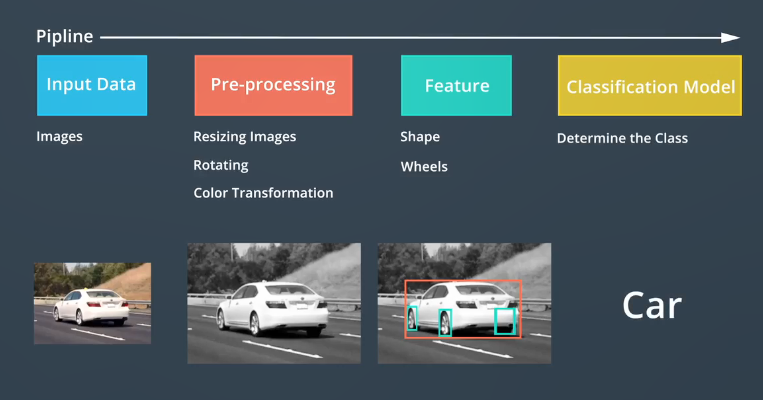 Pipline
Input Data
Pre-processing
Feature
Classification Model
Images
Resizing Images
Rotating
Color Transformation
Shape
Wheels
Determine the Class
Car